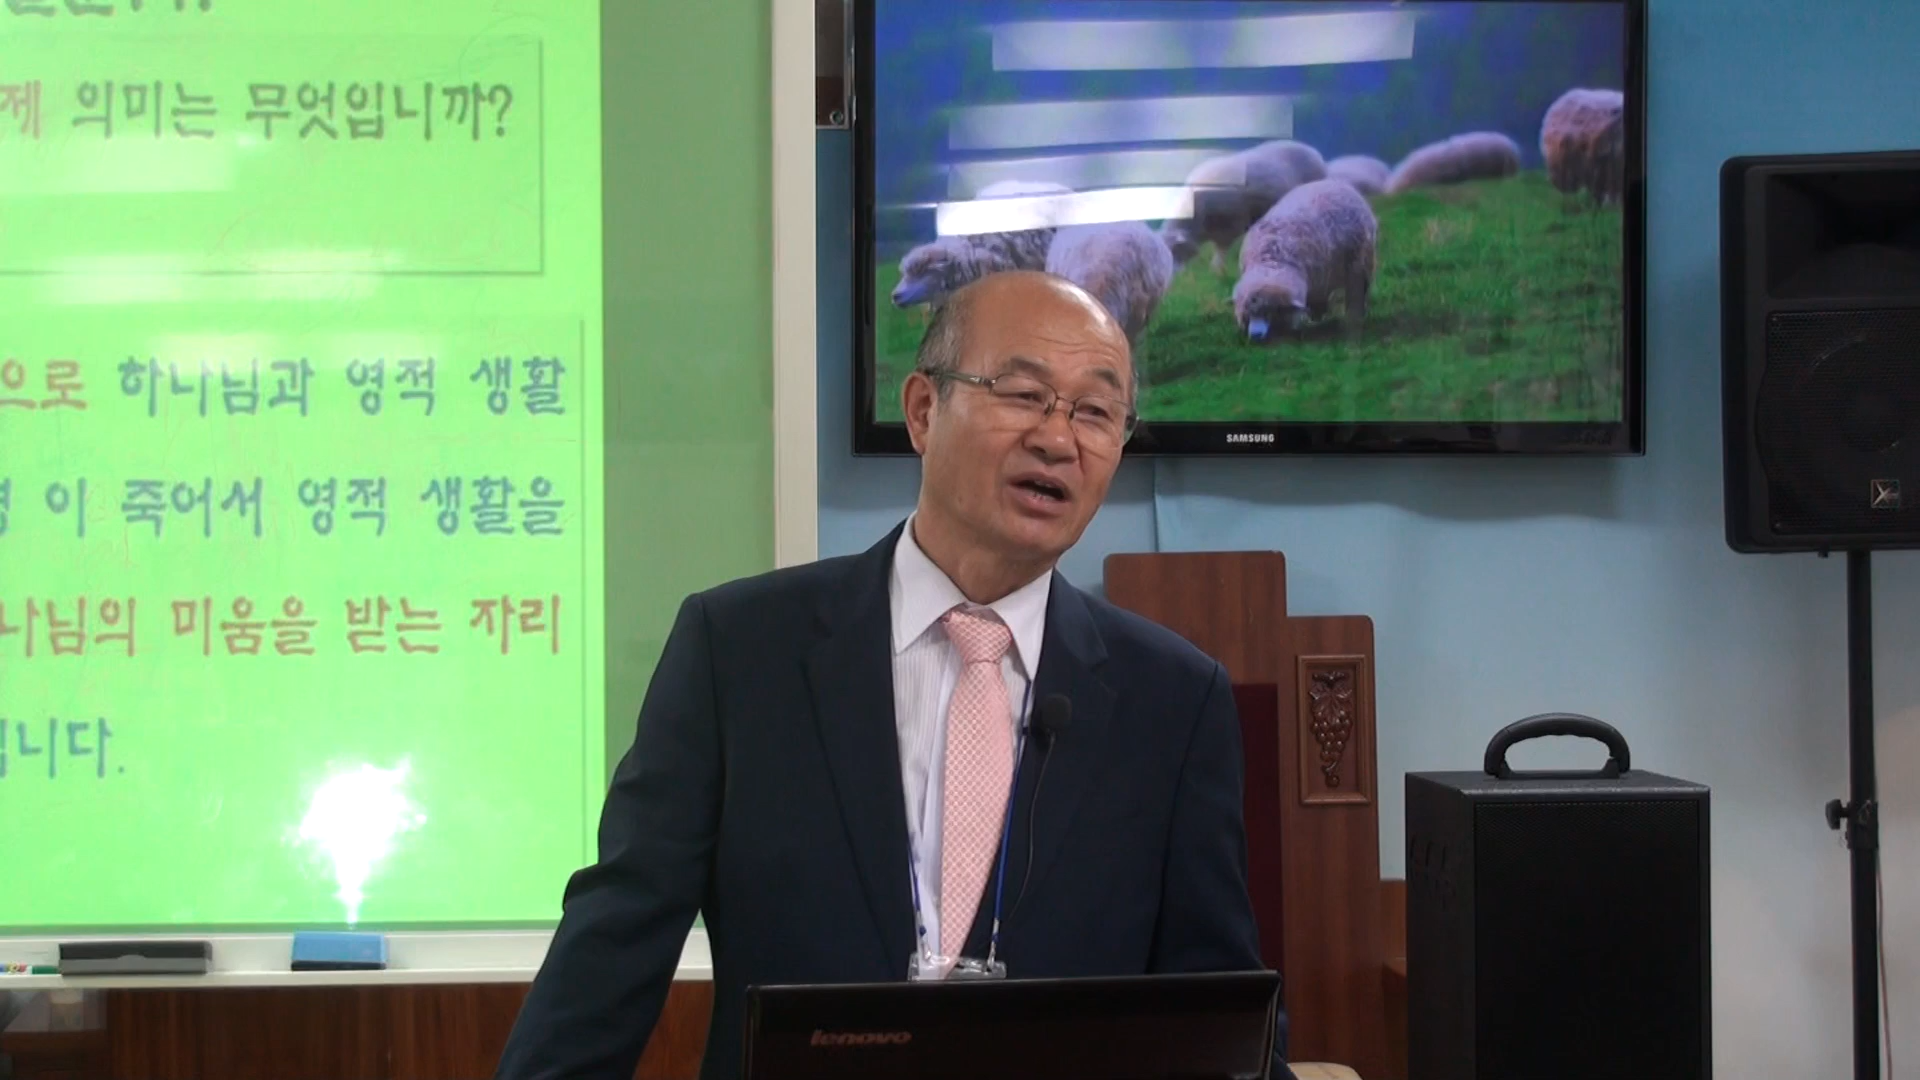 제 의미는 무엇입니까?
으로 하나님과 영적 생활
이 죽어서 영적 생활을
나님의 미움을 받는 자리
니다.
SAMSUNG
lenovo